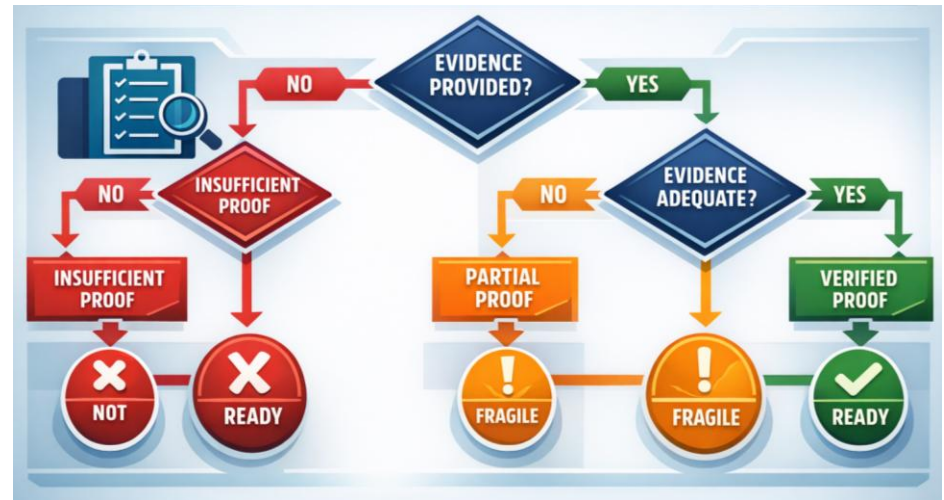 EVIDENCE
PROVIDED?
NO
YES
INSUFFICIENT
PROOF
NO
EVIDENCE
ADEQUATE?
NO
YES
INSUFFICIENT
PROOF
PARTIAL
PROOF
VERIFIED
PROOF
NOT
READY
FRAGILE
FRAGILE
READY